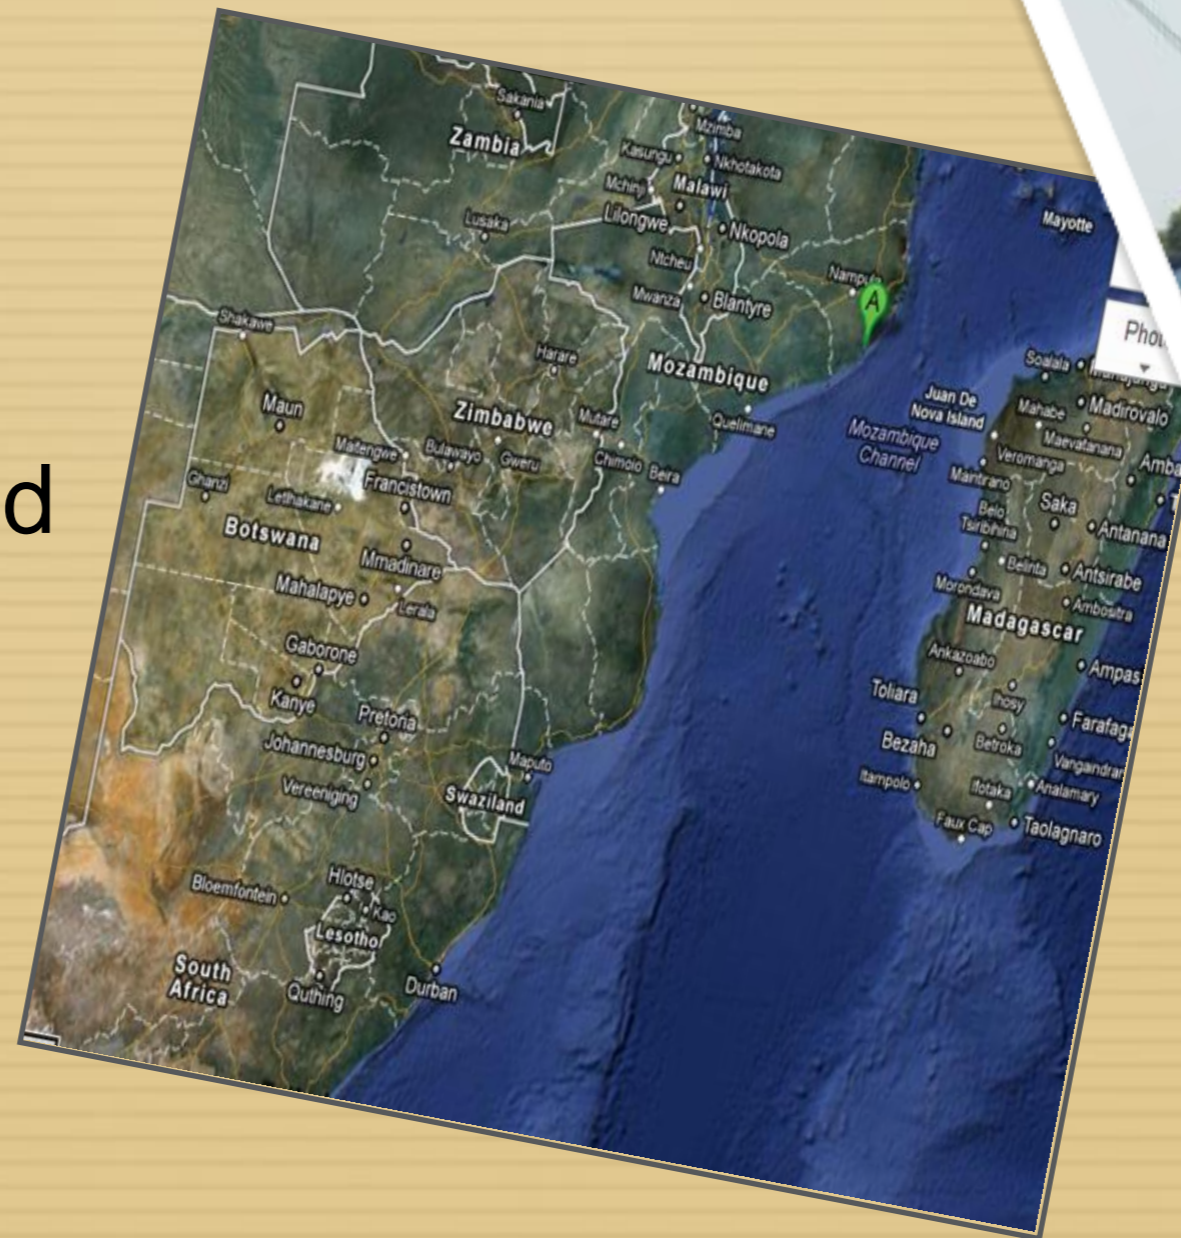 Sakania
Zambia
Mzimba
Kasungu
Nkhotakota
Mchinji
Malawi
Mayotte
Lusaka
Lilongwe
Nkopola
Ntcheu
Nampula
A
Mwanza
Blantyre
Shakawe
Harare
Mozambique
Soalala
Juan De
Nova Island
Mahabe
Madirovalo
Maun
Zimbabwe
Mutare
Quelimane
Mozambique
Channel
Maevatanana
Maitengwe
Bulawayo
Gweru
Chimoio
Beira
Veromanga
Maintirano
Ghanzi
Letlhakane
Francistown
Belo
Tsiribihina
Saka
Antanana
d
Botswana
Mmadinare
Belinta
Antsirabe
Mahalapye
Lerala
Morondava
Ambositra
Madagascar
Gaborone
Ankazoabo
Ampas
Kanye
Pretoria
Toliara
Ihosy
Farafaga
Johannesburg
Maputo
Bezaha
Betroka
Vangaindran
Vereeniging
Swaziland
Itampolo
Ifotaka
Analamary
Faux Cap
Taolagnaro
Bloemfontein
Hlotse
Kao
Lesotho
South
Africa
Quthing
Durban